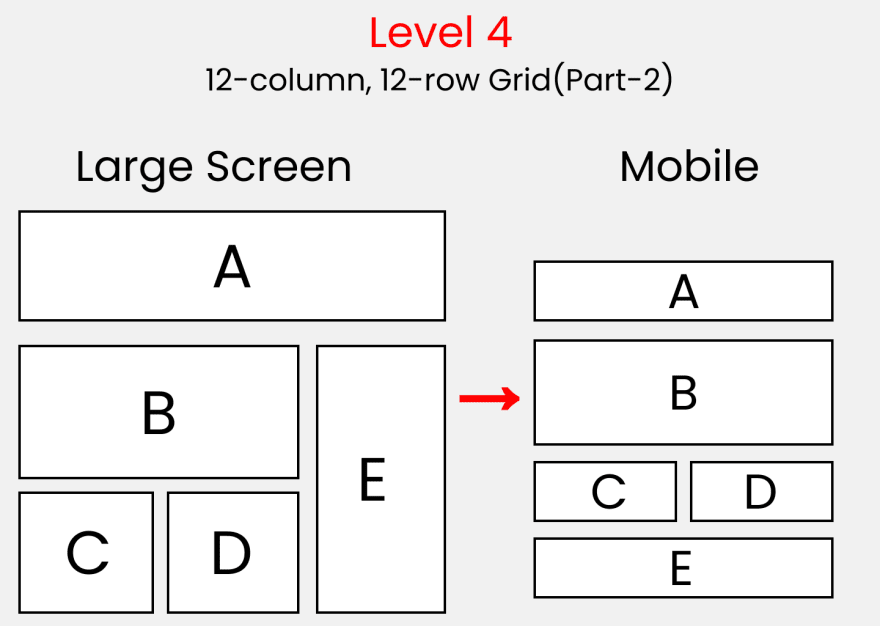 Level 4
12-column, 12-row Grid(Part-2)
Large Screen
A
B
C
D
E
Mobile
A
B
C
D
E